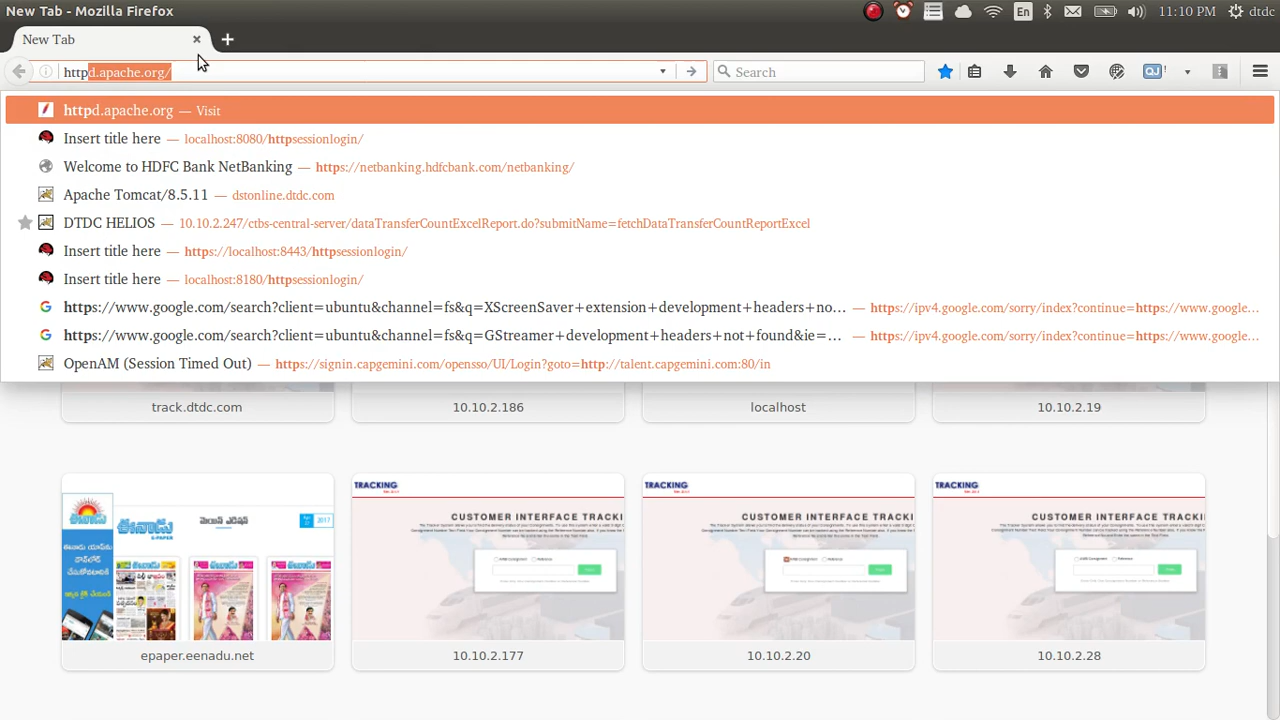 New Tab - Mozilla Firefox
En
11:10 PM
dtdc
New Tab
httpd.apache.org/
Search
httpd.apache.org — Visit
Insert title here — localhost:8080/httpsessionlogin/
Welcome to HDFC Bank NetBanking — https://netbanking.hdfcbank.com/netbanking/
Apache Tomcat/8.5.11 — dstonline.dtdc.com
DTDC HELIOS — 10.10.2.247/ctbs-central-server/dataTransferCountExcelReport.do?submitName=fetchDataTransferCountReportExcel
Insert title here — https://localhost:8443/httpsessionlogin/
Insert title here — localhost:8180/httpsessionlogin/
https://www.google.com/search?client=ubuntu&channel=fs&q=XScreenSaver+extension+development+headers+no... — https://ipv4.google.com/sorry/index?continue=https://www.google...
https://www.google.com/search?client=ubuntu&channel=fs&q=GStreamer+development+headers+not+found&ie=... — https://ipv4.google.com/sorry/index?continue=https://www.google...
OpenAM (Session Timed Out) — https://signin.capgemini.com/opensso/UI/Login?goto=http://talent.capgemini.com:80/in
track.dtdc.com
10.10.2.186
localhost
10.10.2.19
ఈనాడు
2017
TRACKING
CUSTOMER INTERFACE TRACKI
TRACKING
CUSTOMER INTERFACE TRACKI
TRACKING
CUSTOMER INTERFACE TRACKI
epaper.eenadu.net
10.10.2.177
10.10.2.20
10.10.2.28